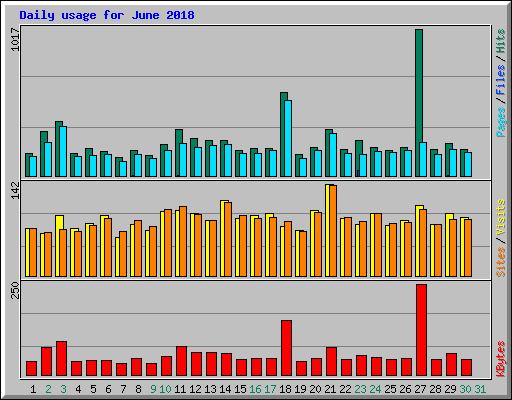 Daily usage for June 2018
1017
Pages / Files / Hits
142
Sites / Visits
250
KBytes
1 2 3 4 5 6 7 8 9 10 11 12 13 14 15 16 17 18 19 20 21 22 23 24 25 26 27 28 29 30 31